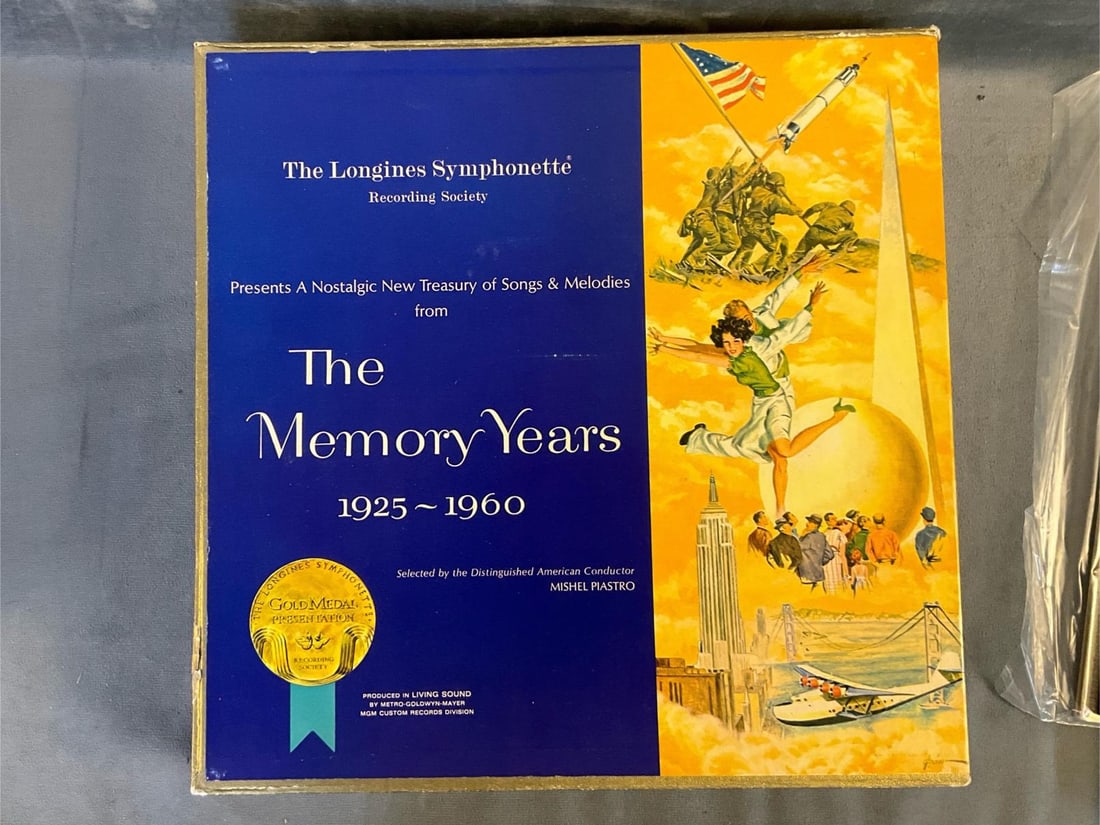 The Longines Symphonette®
Recording Society
Presents A Nostalgic New Treasury of Songs & Melodies
from
The
Memory Years
1925~1960
Selected by the Distinguished American Conductor
MISHEL PIASTRO
THE LONGINES SYMPHONETTE
GOLD MEDAL
PRESENTATION
RECORDING
SOCIETY
PRODUCED IN LIVING SOUND
BY METRO-GOLDWYN-MAYER
MGM CUSTOM RECORDS DIVISION